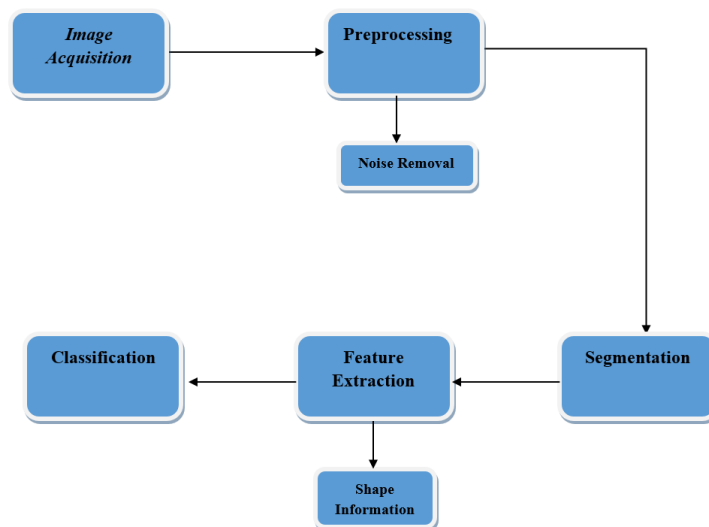 Image
Acquisition
Preprocessing
Noise Removal
Segmentation
Feature
Extraction
Shape
Information
Classification